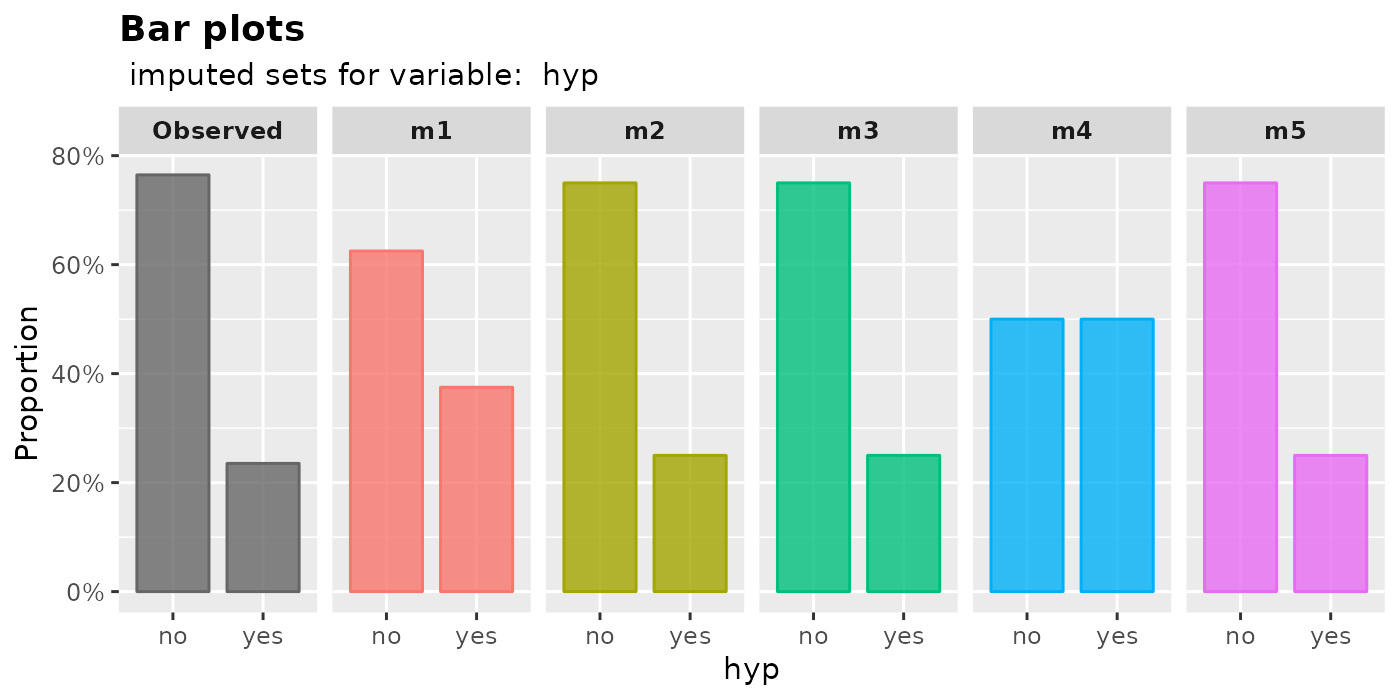 Bar plots
imputed sets for variable:  hyp
Observed m1 m2 m3 m4 m5
80%
60%
40%
20%
0%
Proportion
no yes no yes no yes no yes no yes no yes
hyp